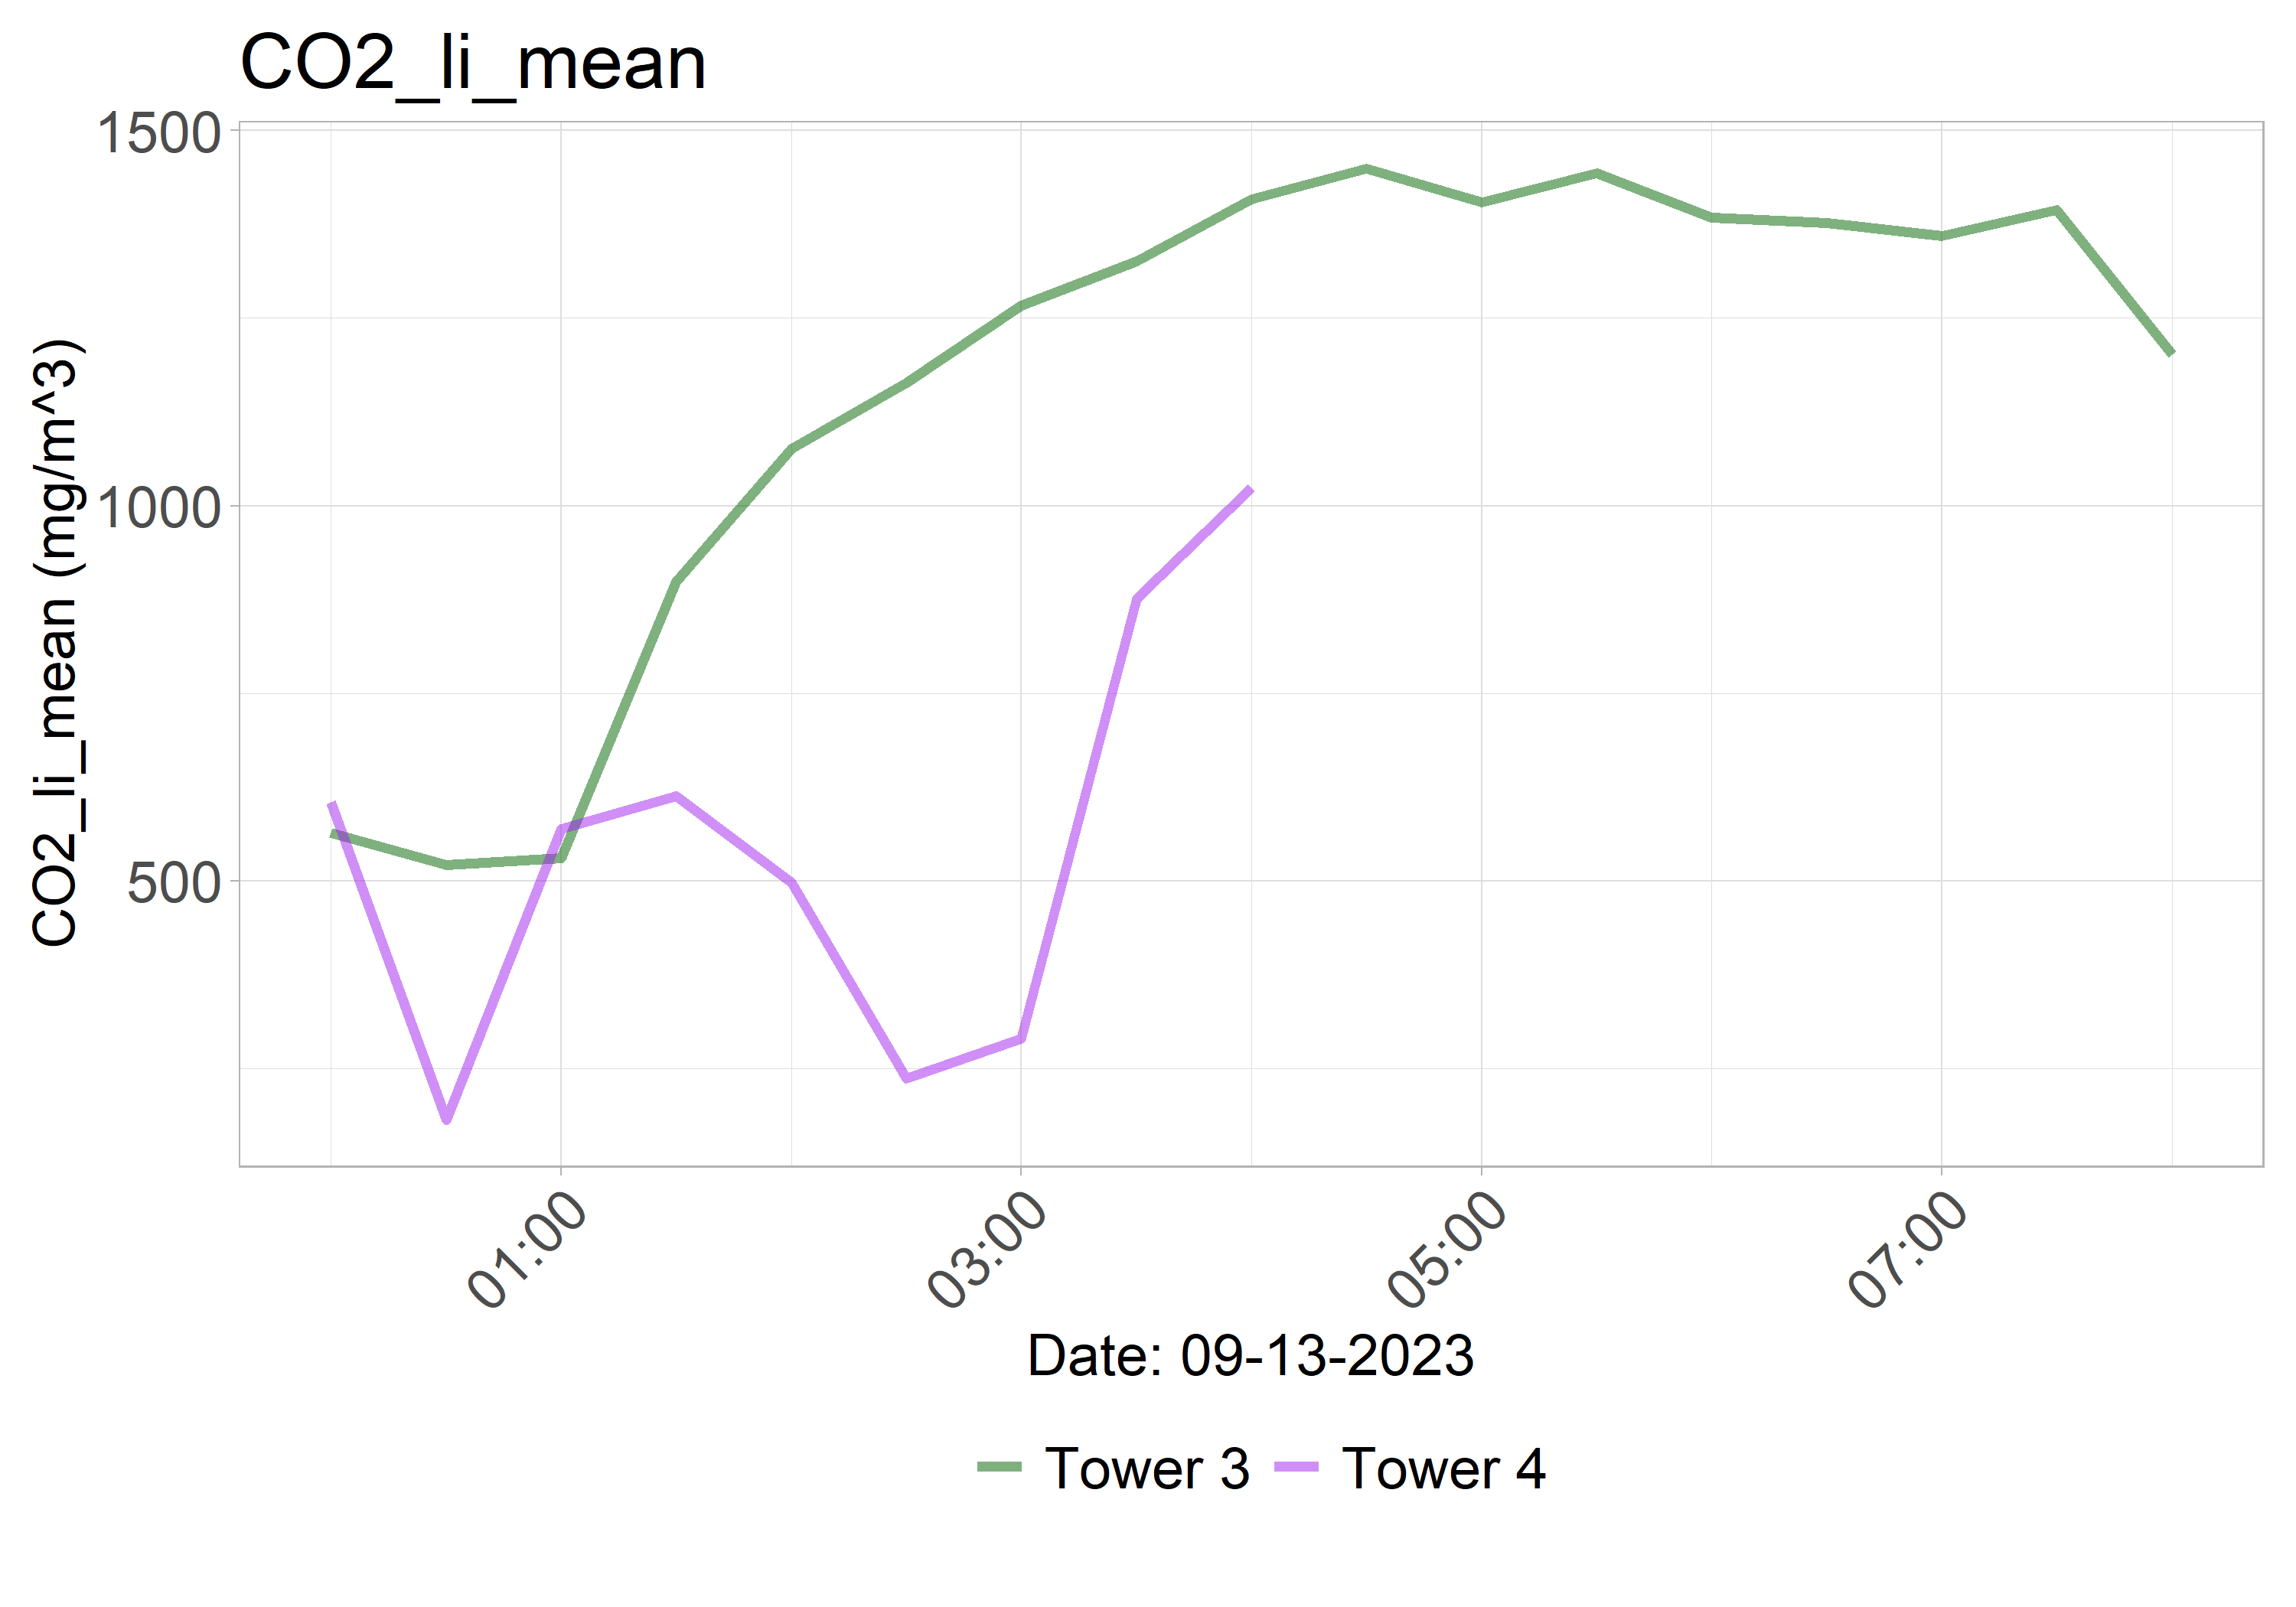 CO2_li_mean
CO2_li_mean (mg/m^3)
1500
1000
500
01:00
03:00
05:00
07:00
Date: 09-13-2023
Tower 3
Tower 4